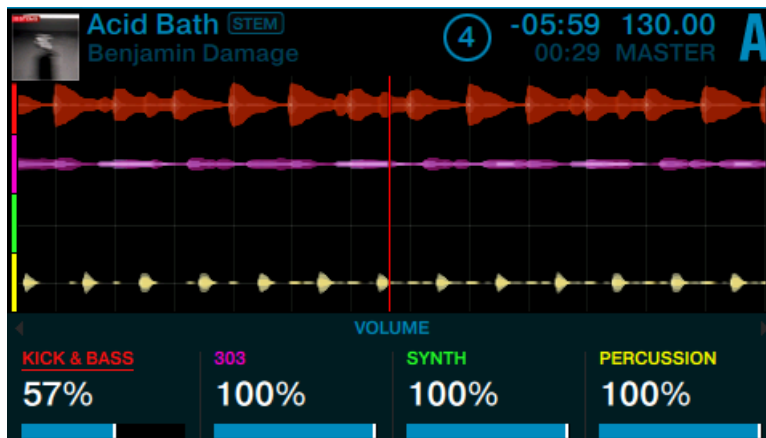 Acid Bath STEM
Benjamin Damage
4
-05:59 130.00
00:29 MASTER
A
VOLUME
KICK & BASS 303 SYNTH PERCUSSION
57% 100% 100% 100%